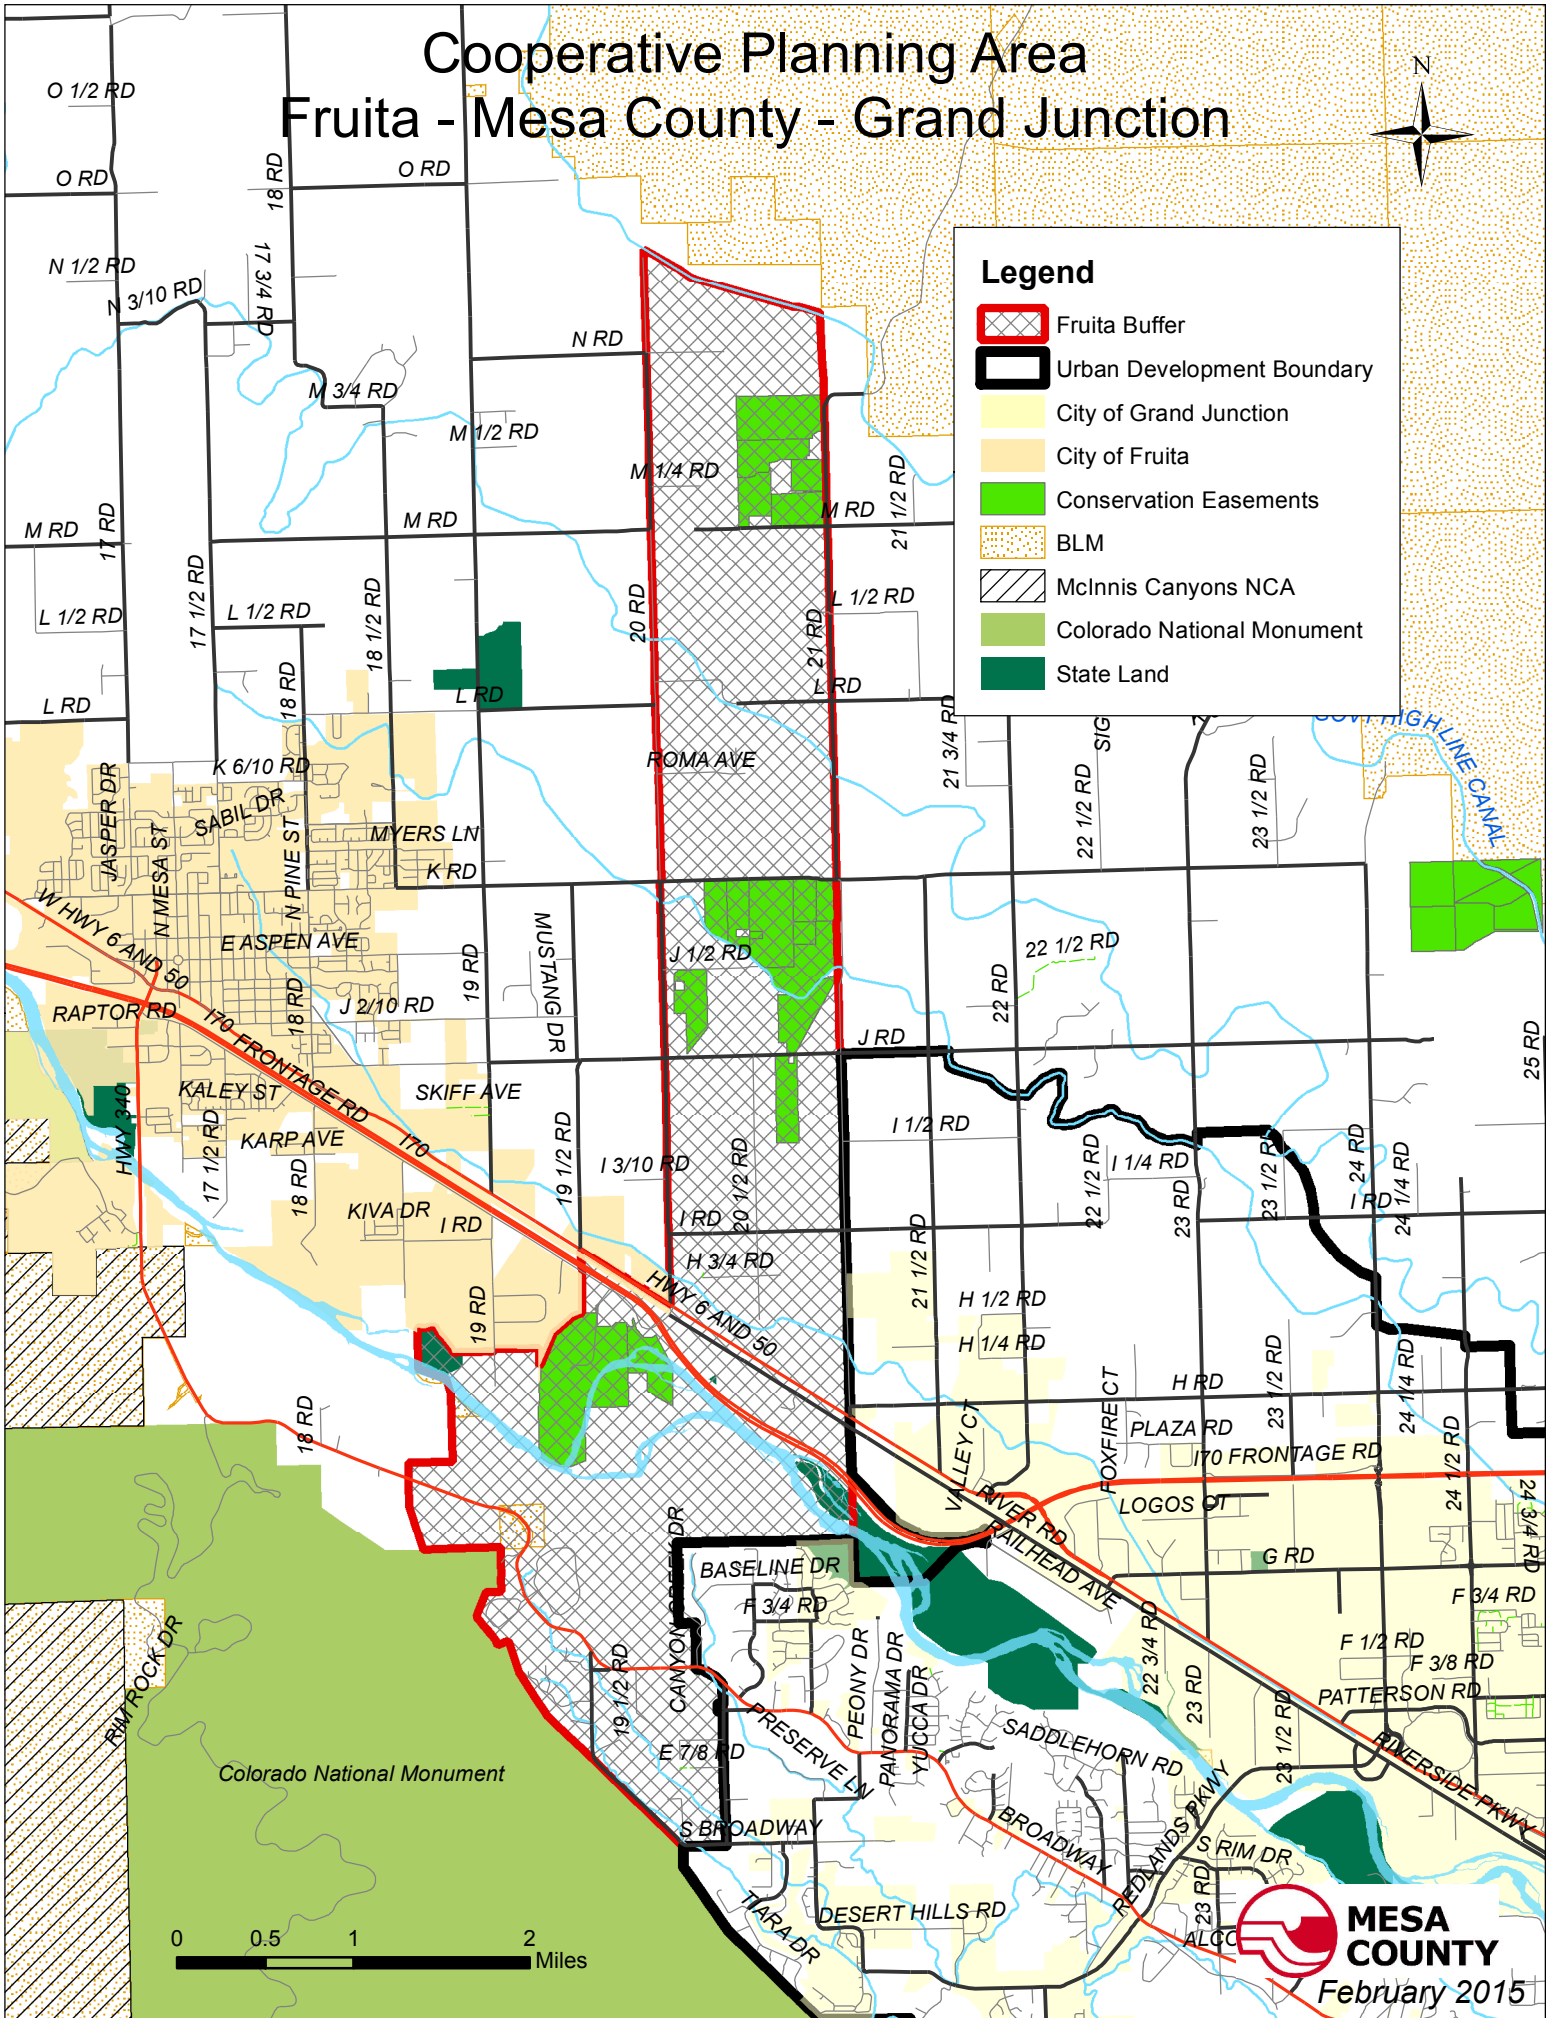 Cooperative Planning Area
Fruita - Mesa County - Grand Junction
N
O 1/2 RD
O RD
O RD
18 RD
N 1/2 RD
N 3/10 RD
17 3/4 RD
N RD
M 3/4 RD
M 1/2 RD
M 1/4 RD
M RD
M RD
M RD
17 RD
21 1/2 RD
Legend
Fruita Buffer
Urban Development Boundary
City of Grand Junction
City of Fruita
Conservation Easements
BLM
McInnis Canyons NCA
Colorado National Monument
State Land
L 1/2 RD
L 1/2 RD
L 1/2 RD
17 1/2 RD
18 1/2 RD
20 RD
21 RD
18 RD
L RD
L RD
L RD
21 3/4 RD
SIG
GOVT HIGHLINE CANAL
K 6/10 RD
ROMA AVE
22 1/2 RD
23 1/2 RD
JASPER DR
SABIL DR
N MESA ST
N PINE ST
MYERS LN
K RD
W HWY 6 AND 50
E ASPEN AVE
19 RD
MUSTANG DR
J 1/2 RD
22 1/2 RD
22 RD
RAPTOR RD
18 RD
J 2/10 RD
J RD
25 RD
I70 FRONTAGE RD
KALEY ST
SKIFF AVE
HWY 340
17 1/2 RD
KARP AVE
I70
18 RD
19 1/2 RD
I 3/10 RD
20 1/2 RD
I 1/2 RD
22 1/2 RD
I 1/4 RD
23 RD
23 1/2 RD
24 RD
24 1/4 RD
I RD
KIVA DR
I RD
I RD
H 3/4 RD
21 1/2 RD
19 RD
HWY 6 AND 50
H 1/2 RD
H 1/4 RD
18 RD
FOXFIRE CT
H RD
23 1/2 RD
24 1/4 RD
VALLEY CT
PLAZA RD
I70 FRONTAGE RD
24 1/2 RD
24 3/4 RD
RIVER RD
LOGOS CT
RAILHEAD AVE
G RD
CANYON CREEK DR
BASELINE DR
F 3/4 RD
F 3/4 RD
RIM ROCK DR
19 1/2 RD
PEONY DR
PANORAMA DR
YUCCA DR
22 3/4 RD
23 RD
F 1/2 RD
F 3/8 RD
PATTERSON RD
23 1/2 RD
E 7/8 RD
PRESERVE LN
SADDLEHORN RD
RIVERSIDE PKWY
Colorado National Monument
S BROADWAY
BROADWAY
REDLANDS PKWY
S RIM DR
23 RD
TIARA DR
DESERT HILLS RD
ALCO
0 0.5 1 2
Miles
MESA
COUNTY
February 2015